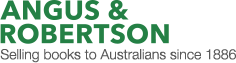 ANGUS &
ROBERTSON
Selling books to Australians since 1886